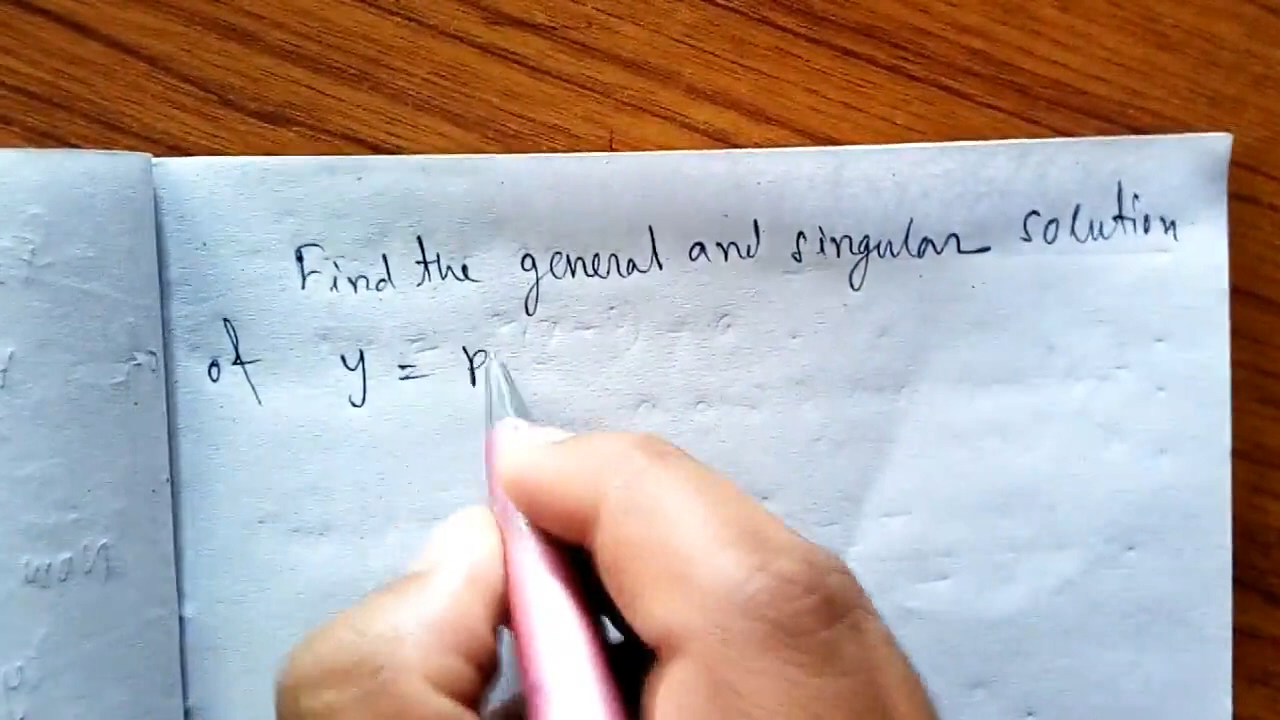 Find the general and singular solution
of y = p